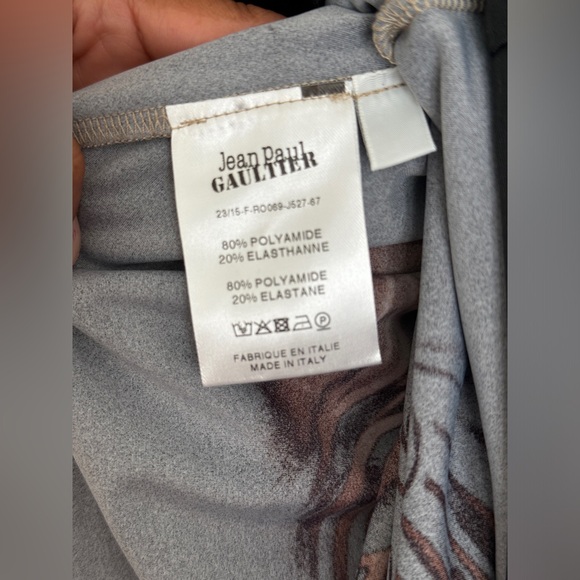 Jean Paul
GAULTIER
23/15-F-RO069-J527-67
80% POLYAMIDE
20% ELASTHANNE
80% POLYAMIDE
20% ELASTANE
FABRIQUE EN ITALIE
MADE IN ITALY